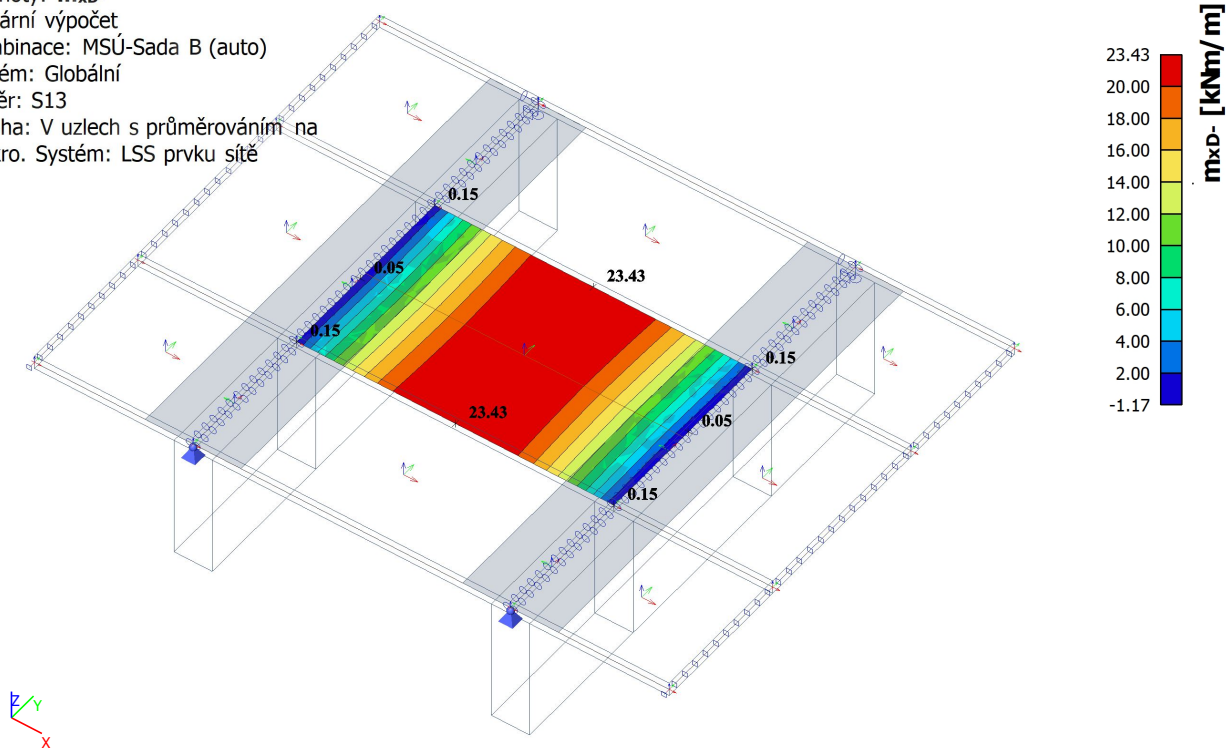 ární výpočet
binace: MSÚ-Sada B (auto)
ém: Globální
ěr: S13
ha: V uzlech s průměrováním na
kro. Systém: LSS prvku sítě
mxD- [kNm/m]
23.43
20.00
18.00
16.00
14.00
12.00
10.00
8.00
6.00
4.00
2.00
-1.17
0.15
0.05
23.43
0.15
0.15
23.43
0.05
0.15
Z
Y
X